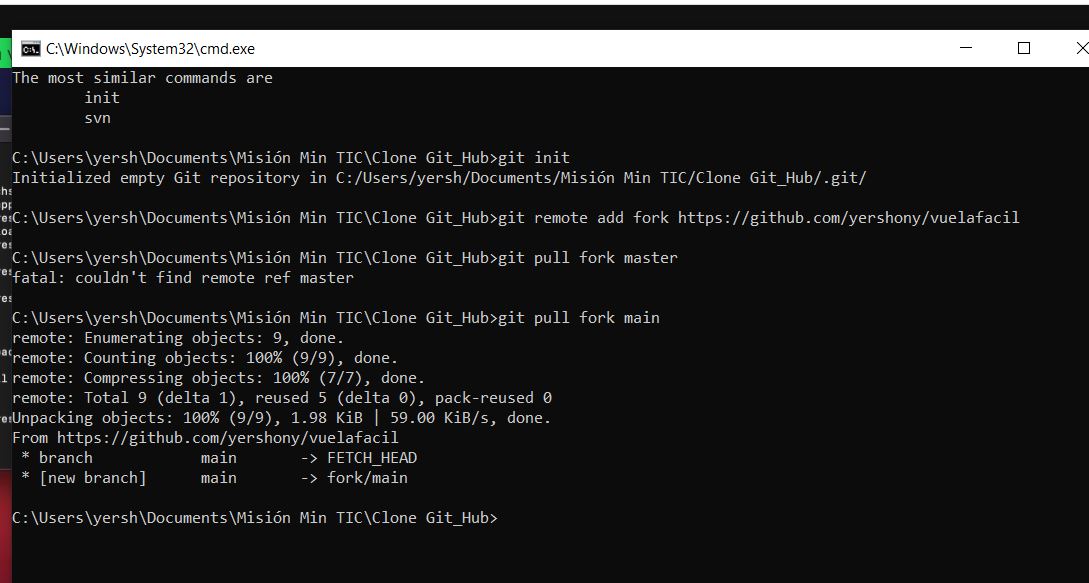 C:\Windows\System32\cmd.exe
The most similar commands are
init
svn
C:\Users\yersh\Documents\Misión Min TIC\Clone Git_Hub>git init
Initialized empty Git repository in C:/Users/yersh/Documents/Misión Min TIC/Clone Git_Hub/.git/
C:\Users\yersh\Documents\Misión Min TIC\Clone Git_Hub>git remote add fork https://github.com/yershony/vuelafacil
C:\Users\yersh\Documents\Misión Min TIC\Clone Git_Hub>git pull fork master
fatal: couldn't find remote ref master
C:\Users\yersh\Documents\Misión Min TIC\Clone Git_Hub>git pull fork main
remote: Enumerating objects: 9, done.
remote: Counting objects: 100% (9/9), done.
remote: Compressing objects: 100% (7/7), done.
remote: Total 9 (delta 1), reused 5 (delta 0), pack-reused 0
Unpacking objects: 100% (9/9), 1.98 KiB | 59.00 KiB/s, done.
From https://github.com/yershony/vuelafacil
 * branch            main       -> FETCH_HEAD
 * [new branch]      main       -> fork/main
C:\Users\yersh\Documents\Misión Min TIC\Clone Git_Hub>